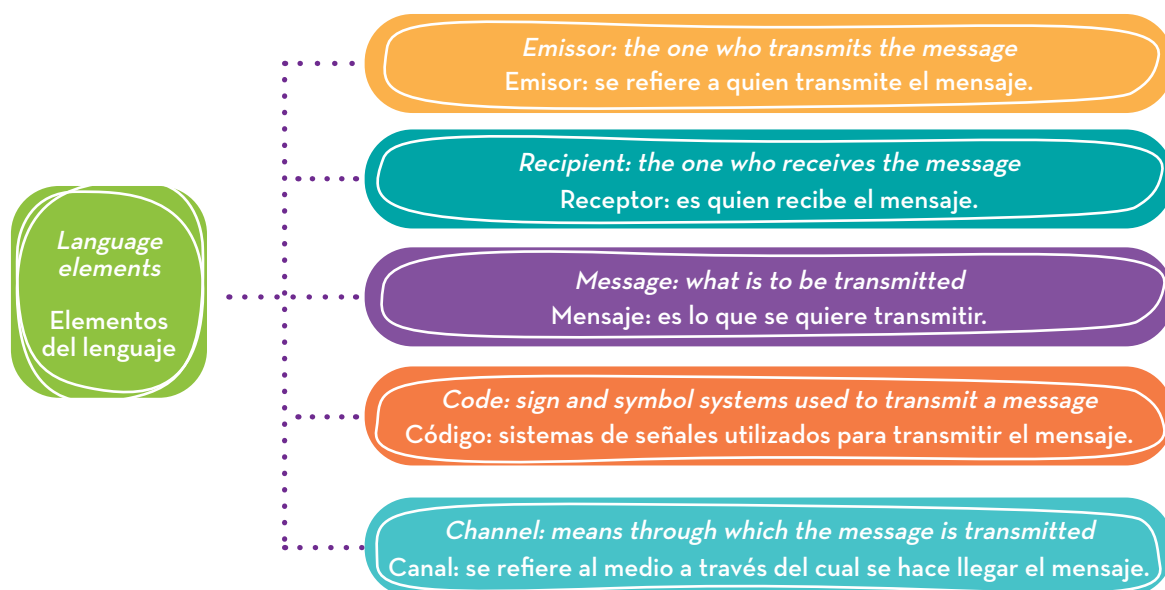 Language
elements
Elementos
del lenguaje
Emissor: the one who transmits the message
Emisor: se refiere a quien transmite el mensaje.
Recipient: the one who receives the message
Receptor: es quien recibe el mensaje.
Message: what is to be transmitted
Mensaje: es lo que se quiere transmitir.
Code: sign and symbol systems used to transmit a message
Código: sistemas de señales utilizados para transmitir el mensaje.
Channel: means through which the message is transmitted
Canal: se refiere al medio a través del cual se hace llegar el mensaje.